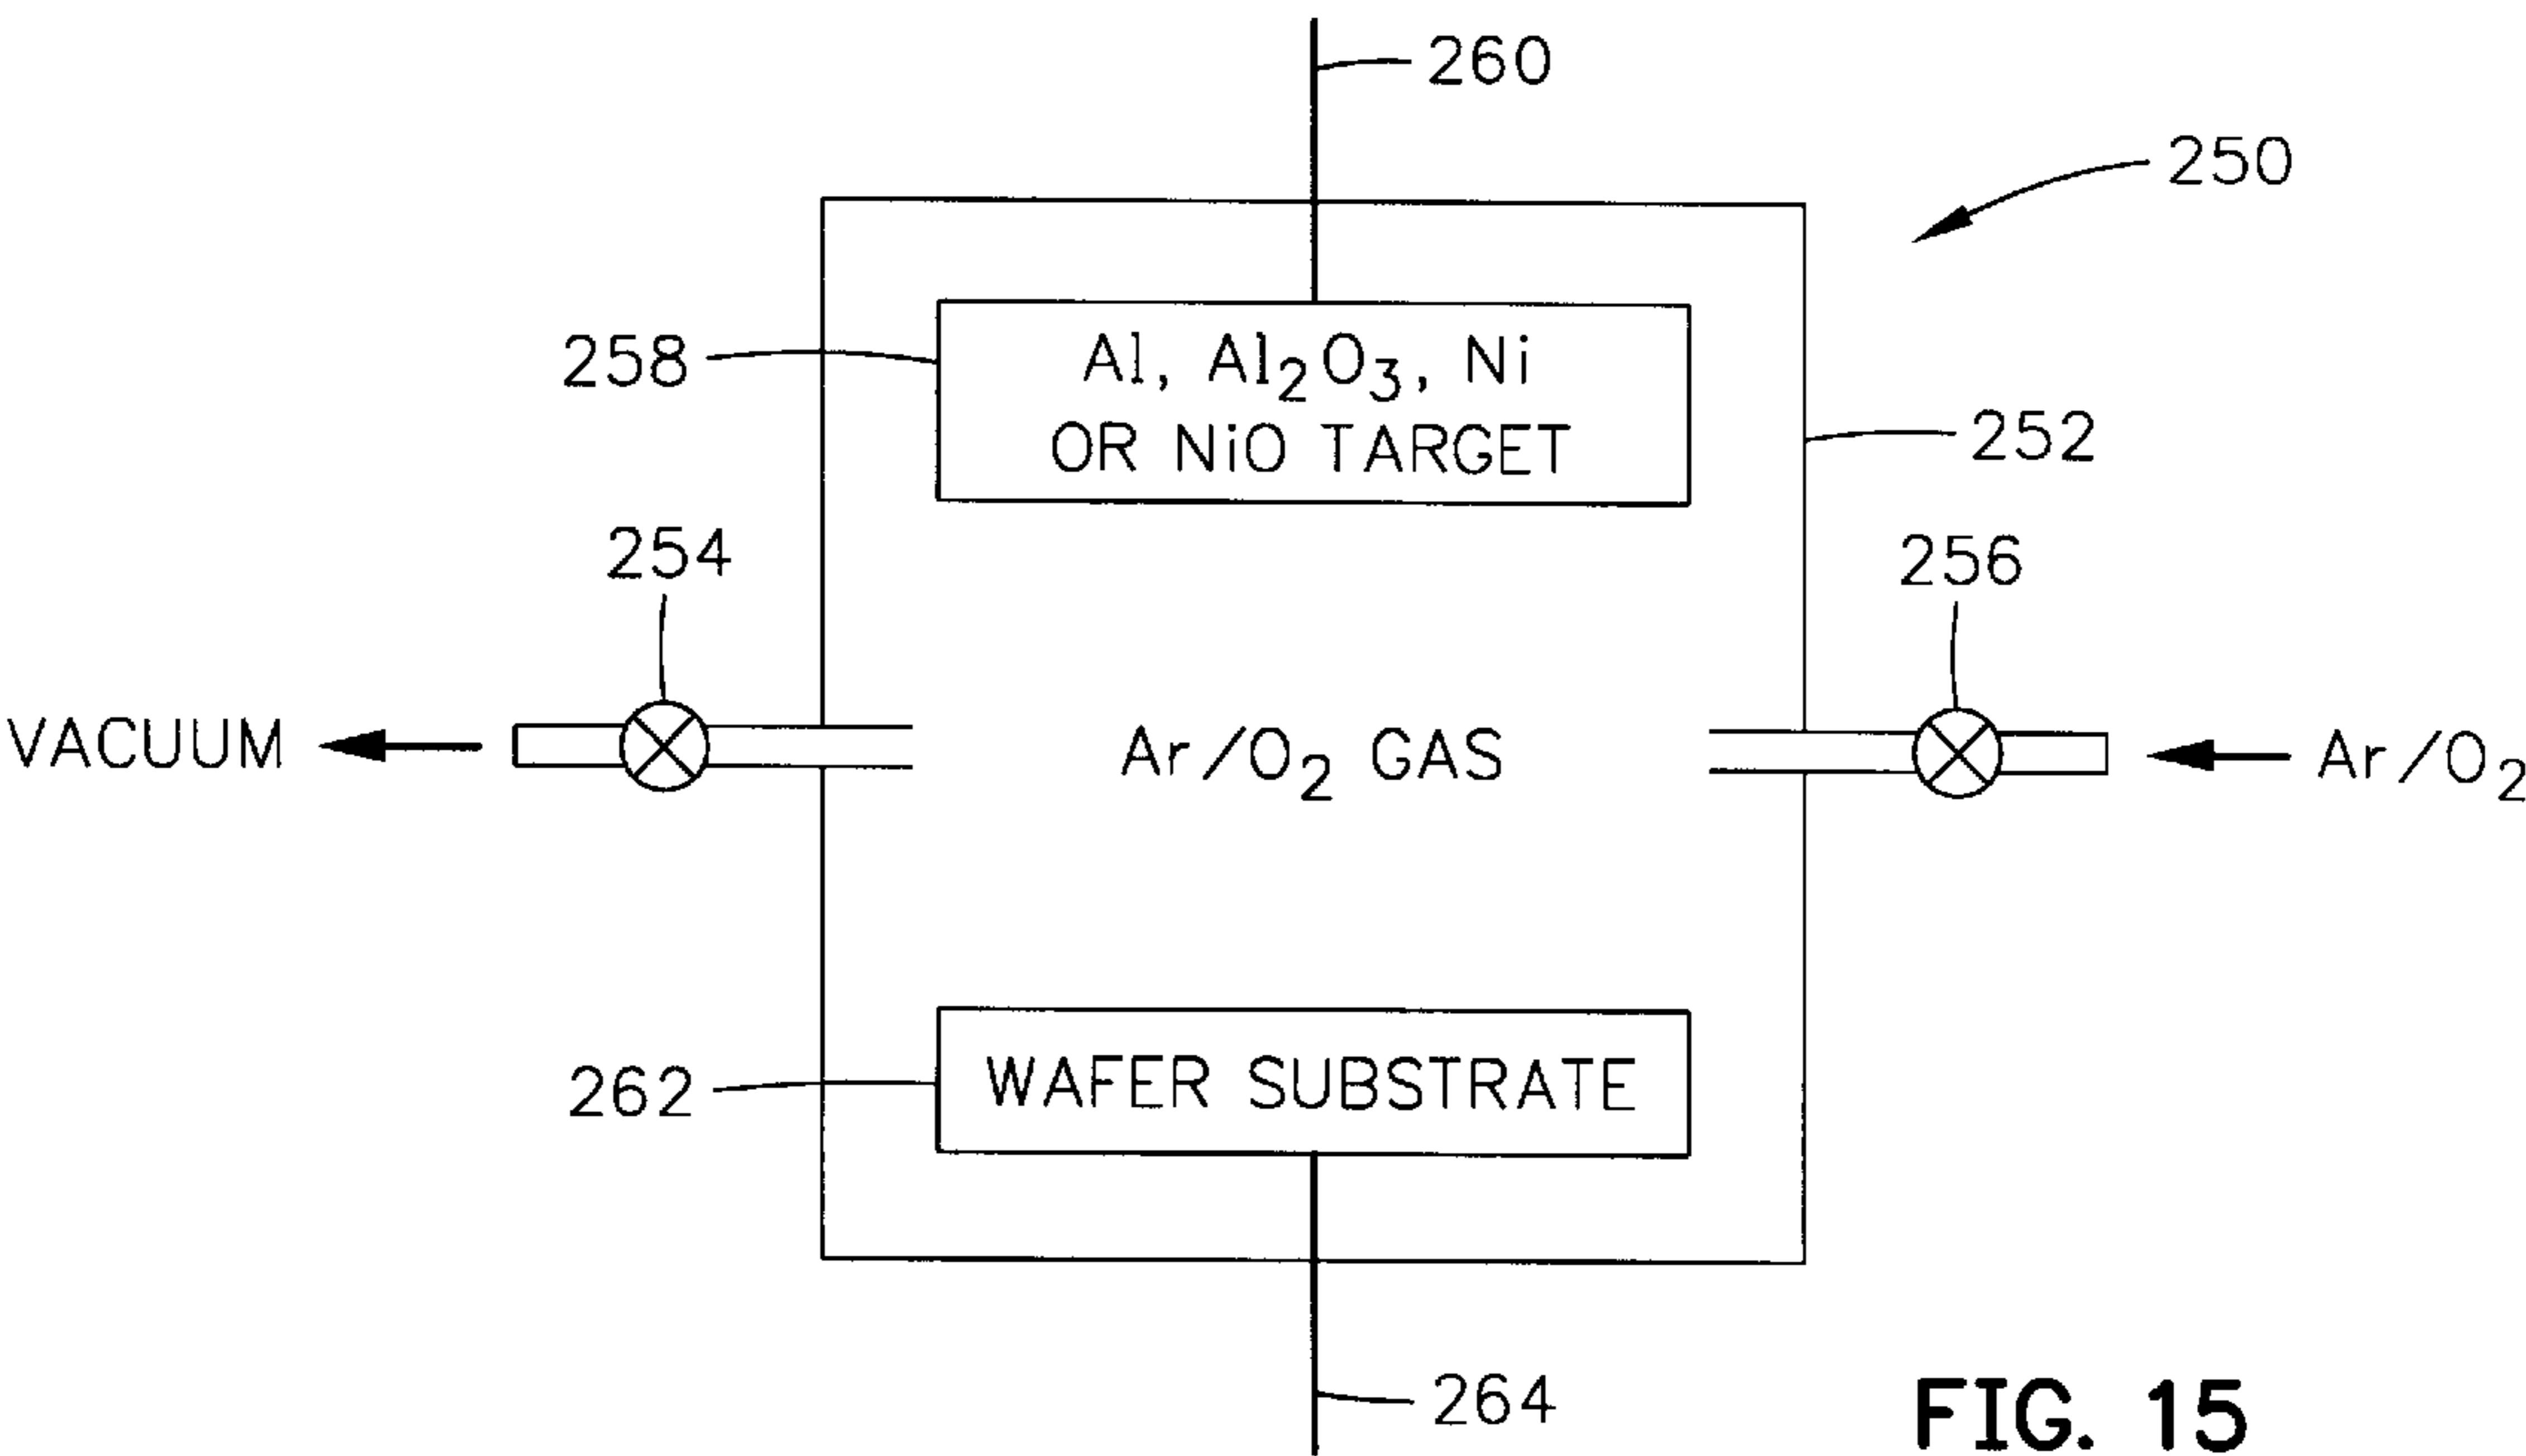 260
250
258
Al, Al₂O₃, Ni
OR NiO TARGET
252
254
256
VACUUM
Ar/O₂ GAS
Ar/O₂
262
WAFER SUBSTRATE
264
FIG. 15